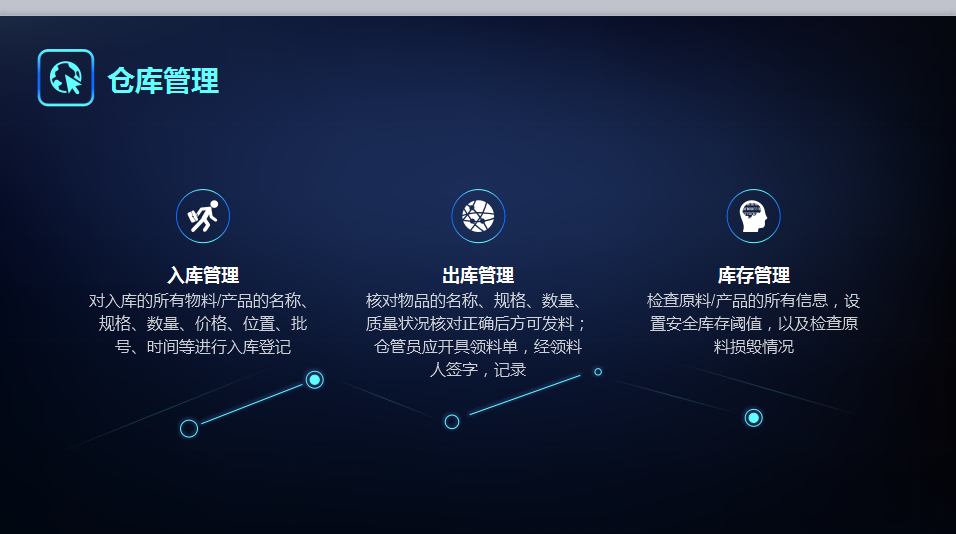 仓库管理
入库管理
对入库的所有物料/产品的名称、
规格、数量、价格、位置、批
号、时间等进行入库登记
出库管理
核对物品的名称、规格、数量、
质量状况核对正确后方可发料；
仓管员应开具领料单，经领料
人签字，记录
库存管理
检查原料/产品的所有信息，设
置安全库存阈值，以及检查原
料损毁情况